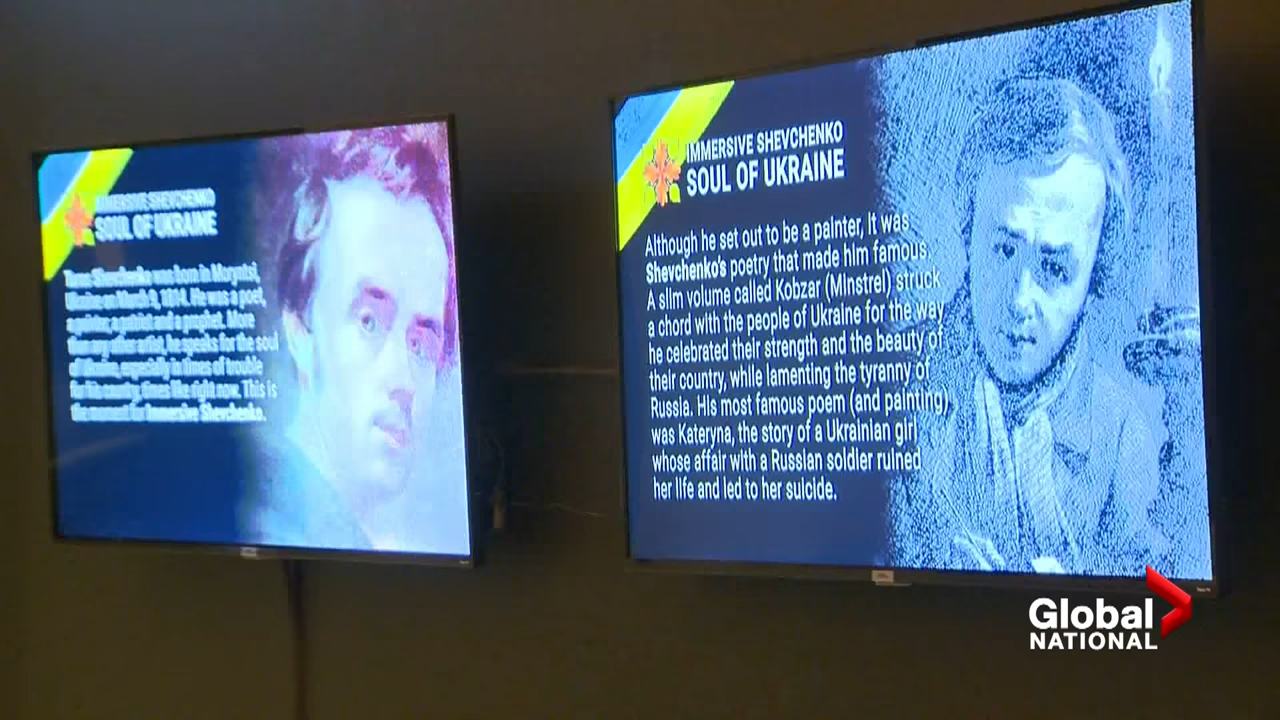 IMMERSIVE SHEVCHENKO
SOUL OF UKRAINE
Taras Shevchenko was born in Moryntsi,
Ukraine on March 9, 1814. He was a poet,
a painter, a patriot and a prophet. More
than any other artist, he speaks for the soul
of Ukraine, especially in times of trouble
for his country, times like right now. This is
the moment for Immersive Shevchenko.
IMMERSIVE SHEVCHENKO
SOUL OF UKRAINE
Although he set out to be a painter, it was
Shevchenko's poetry that made him famous.
A slim volume called Kobzar (Minstrel) struck
a chord with the people of Ukraine for the way
he celebrated their strength and the beauty of
their country, while lamenting the tyranny of
Russia. His most famous poem (and painting)
was Kateryna, the story of a Ukrainian girl
whose affair with a Russian soldier ruined
her life and led to her suicide.
Global
NATIONAL